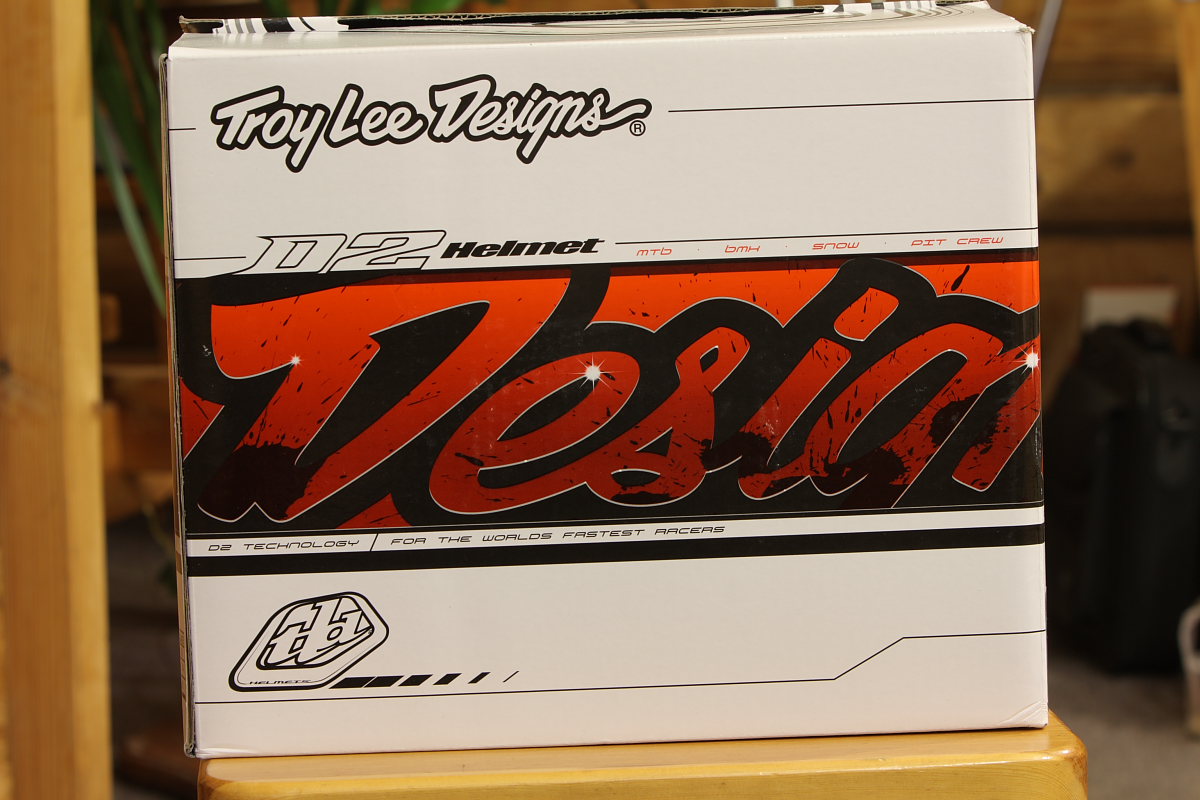 Troy Lee Designs®
D2 Helmet mtb · bmx · snow · pit crew
Design
D2 TECHNOLOGY | FOR THE WORLDS FASTEST RACERS
tld
HELMETS